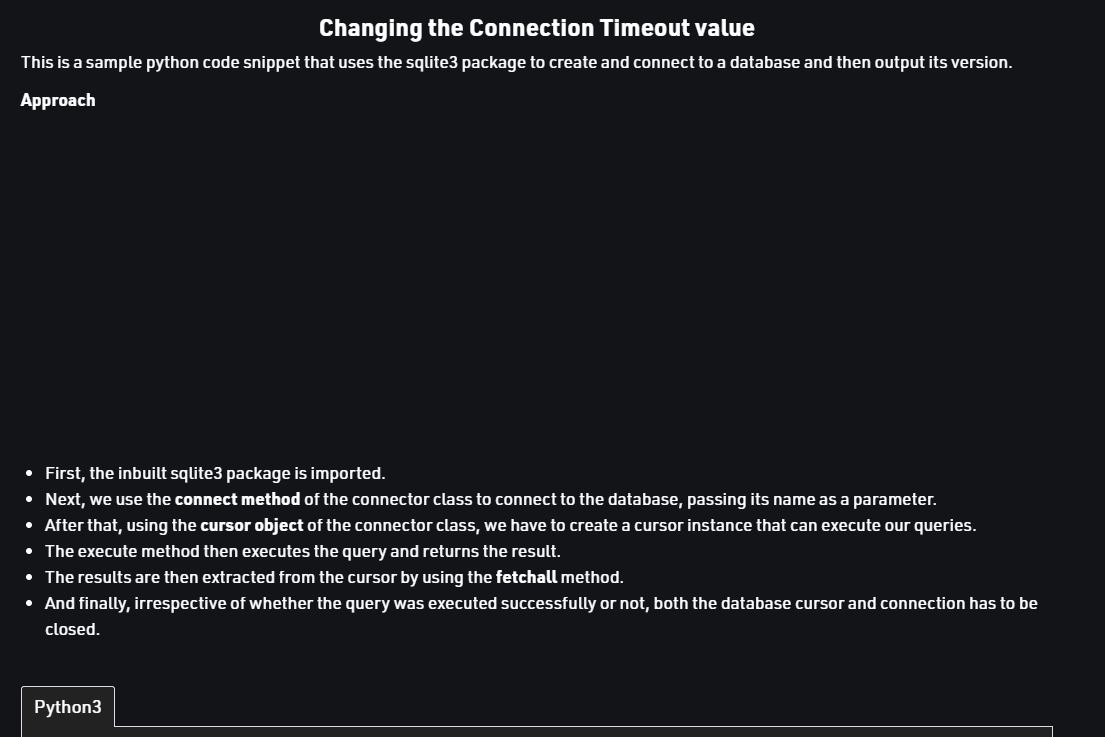 Changing the Connection Timeout value
This is a sample python code snippet that uses the sqlite3 package to create and connect to a database and then output its version.
Approach
• First, the inbuilt sqlite3 package is imported.
• Next, we use the connect method of the connector class to connect to the database, passing its name as a parameter.
• After that, using the cursor object of the connector class, we have to create a cursor instance that can execute our queries.
• The execute method then executes the query and returns the result.
• The results are then extracted from the cursor by using the fetchall method.
• And finally, irrespective of whether the query was executed successfully or not, both the database cursor and connection has to be
closed.
Python3